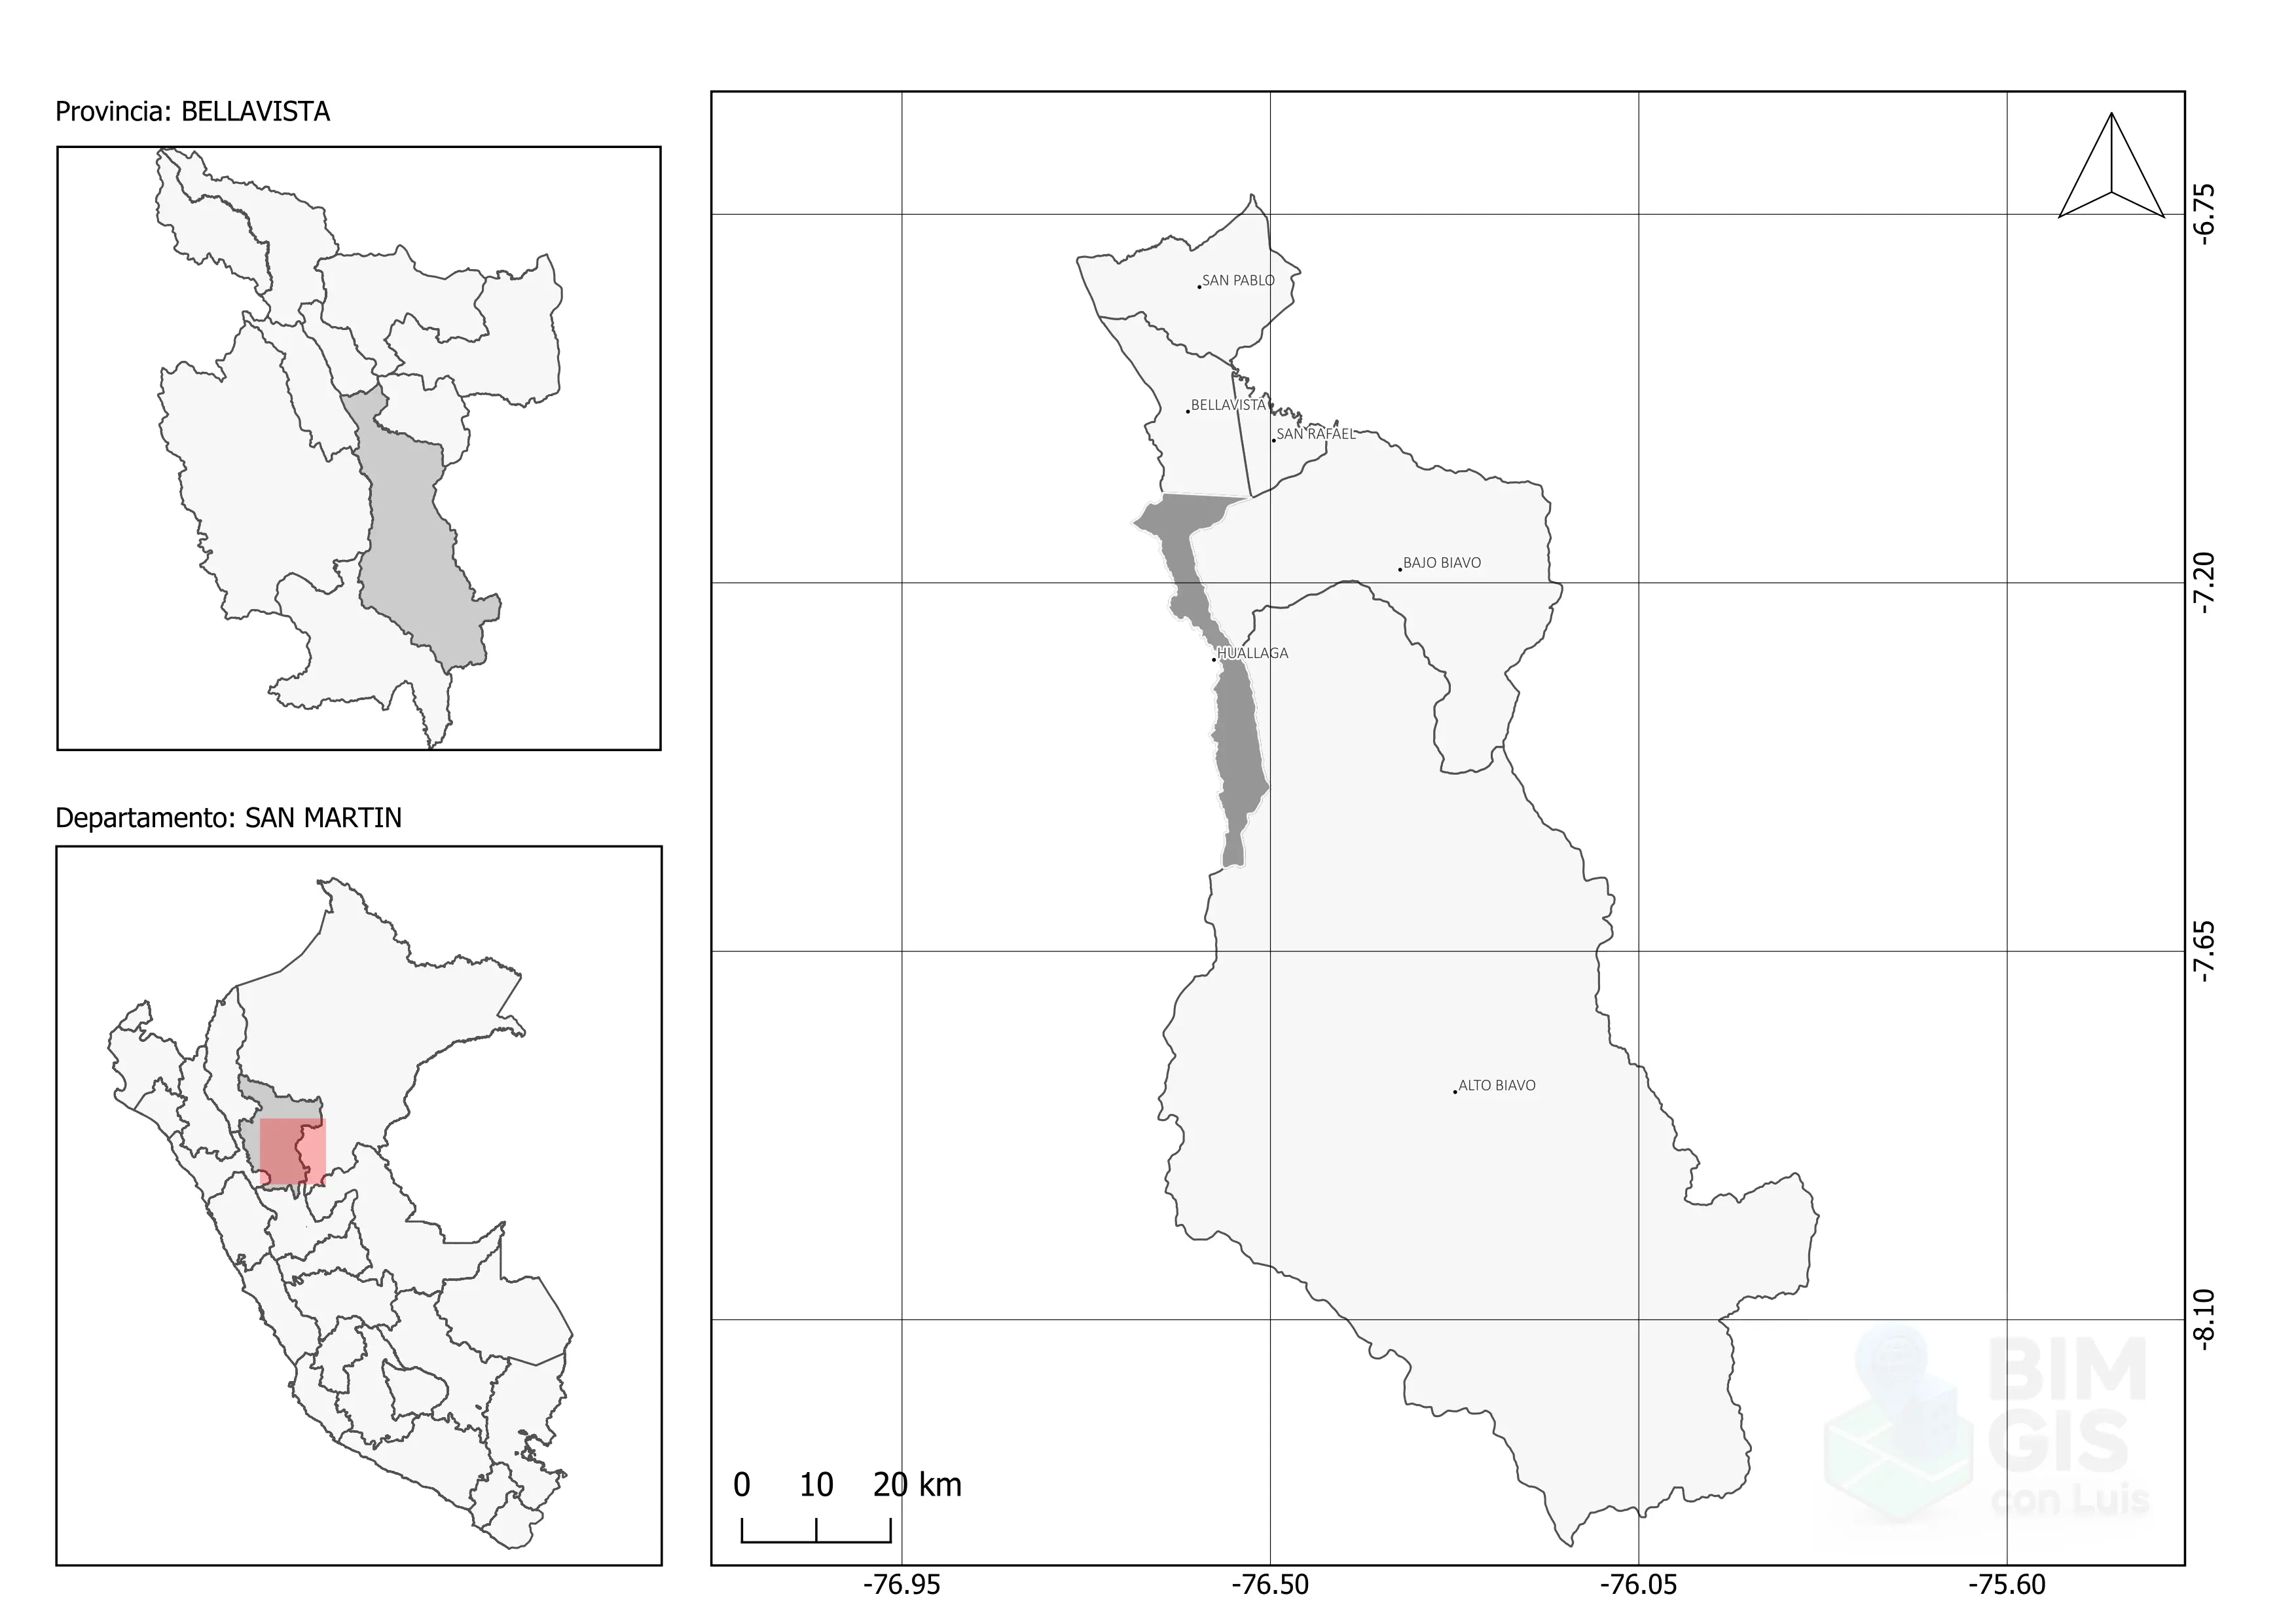 Provincia: BELLAVISTA
Departamento: SAN MARTIN
SAN PABLO
BELLAVISTA
SAN RAFAEL
BAJO BIAVO
HUALLAGA
ALTO BIAVO
-6.75
-7.20
-7.65
-8.10
0 10 20 km
-76.95 -76.50 -76.05 -75.60
BIM
GIS
con Luis